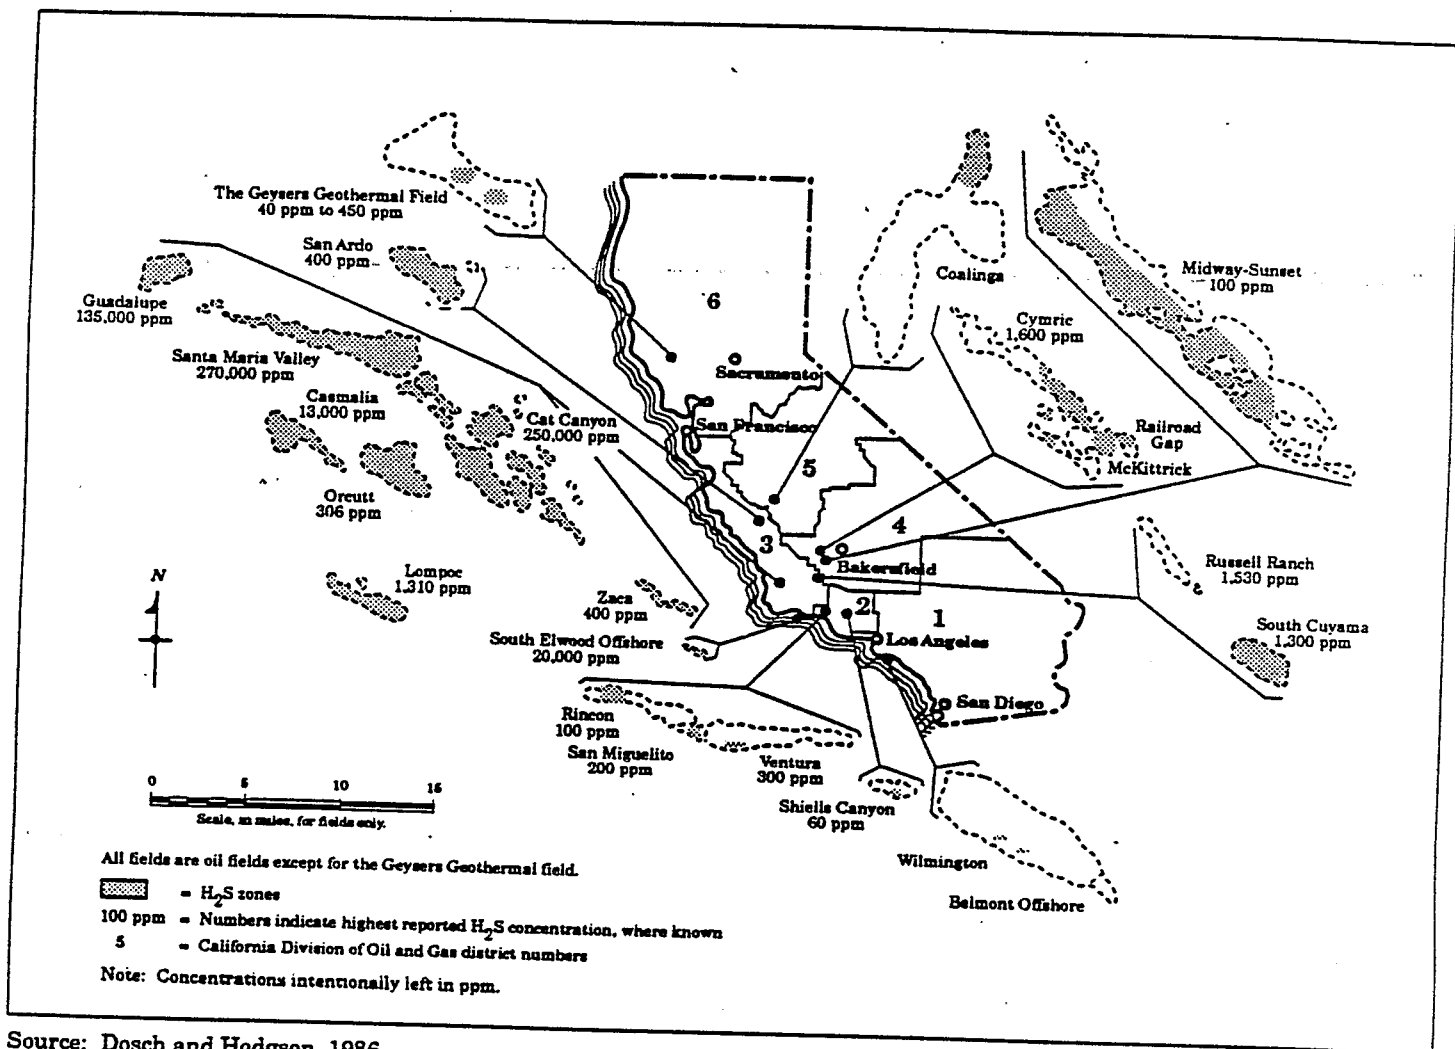 The Geysers Geothermal Field
40 ppm to 450 ppm
San Ardo
400 ppm
Guadalupe
135,000 ppm
Santa Maria Valley
270,000 ppm
Casmalia
13,000 ppm
Cat Canyon
250,000 ppm
Orcutt
306 ppm
Lompoc
1,310 ppm
Zaca
400 ppm
South Elwood Offshore
20,000 ppm
Rincon
100 ppm
San Miguelito
200 ppm
Ventura
300 ppm
Shiells Canyon
60 ppm
Wilmington
Belmont Offshore
Coalinga
Midway-Sunset
100 ppm
Cymric
1,600 ppm
Railroad
Gap
McKittrick
Russell Ranch
1,530 ppm
South Cuyama
1,300 ppm
6
Sacramento
San Francisco
5
4
3
Bakersfield
2
1
Los Angeles
San Diego
N
0 5 10 15
Scale, in miles, for fields only.
All fields are oil fields except for the Geysers Geothermal field.
= H2S zones
100 ppm = Numbers indicate highest reported H2S concentration, where known
5 = California Division of Oil and Gas district numbers
Note: Concentrations intentionally left in ppm.
Source: Dosch and Hodgson, 1986